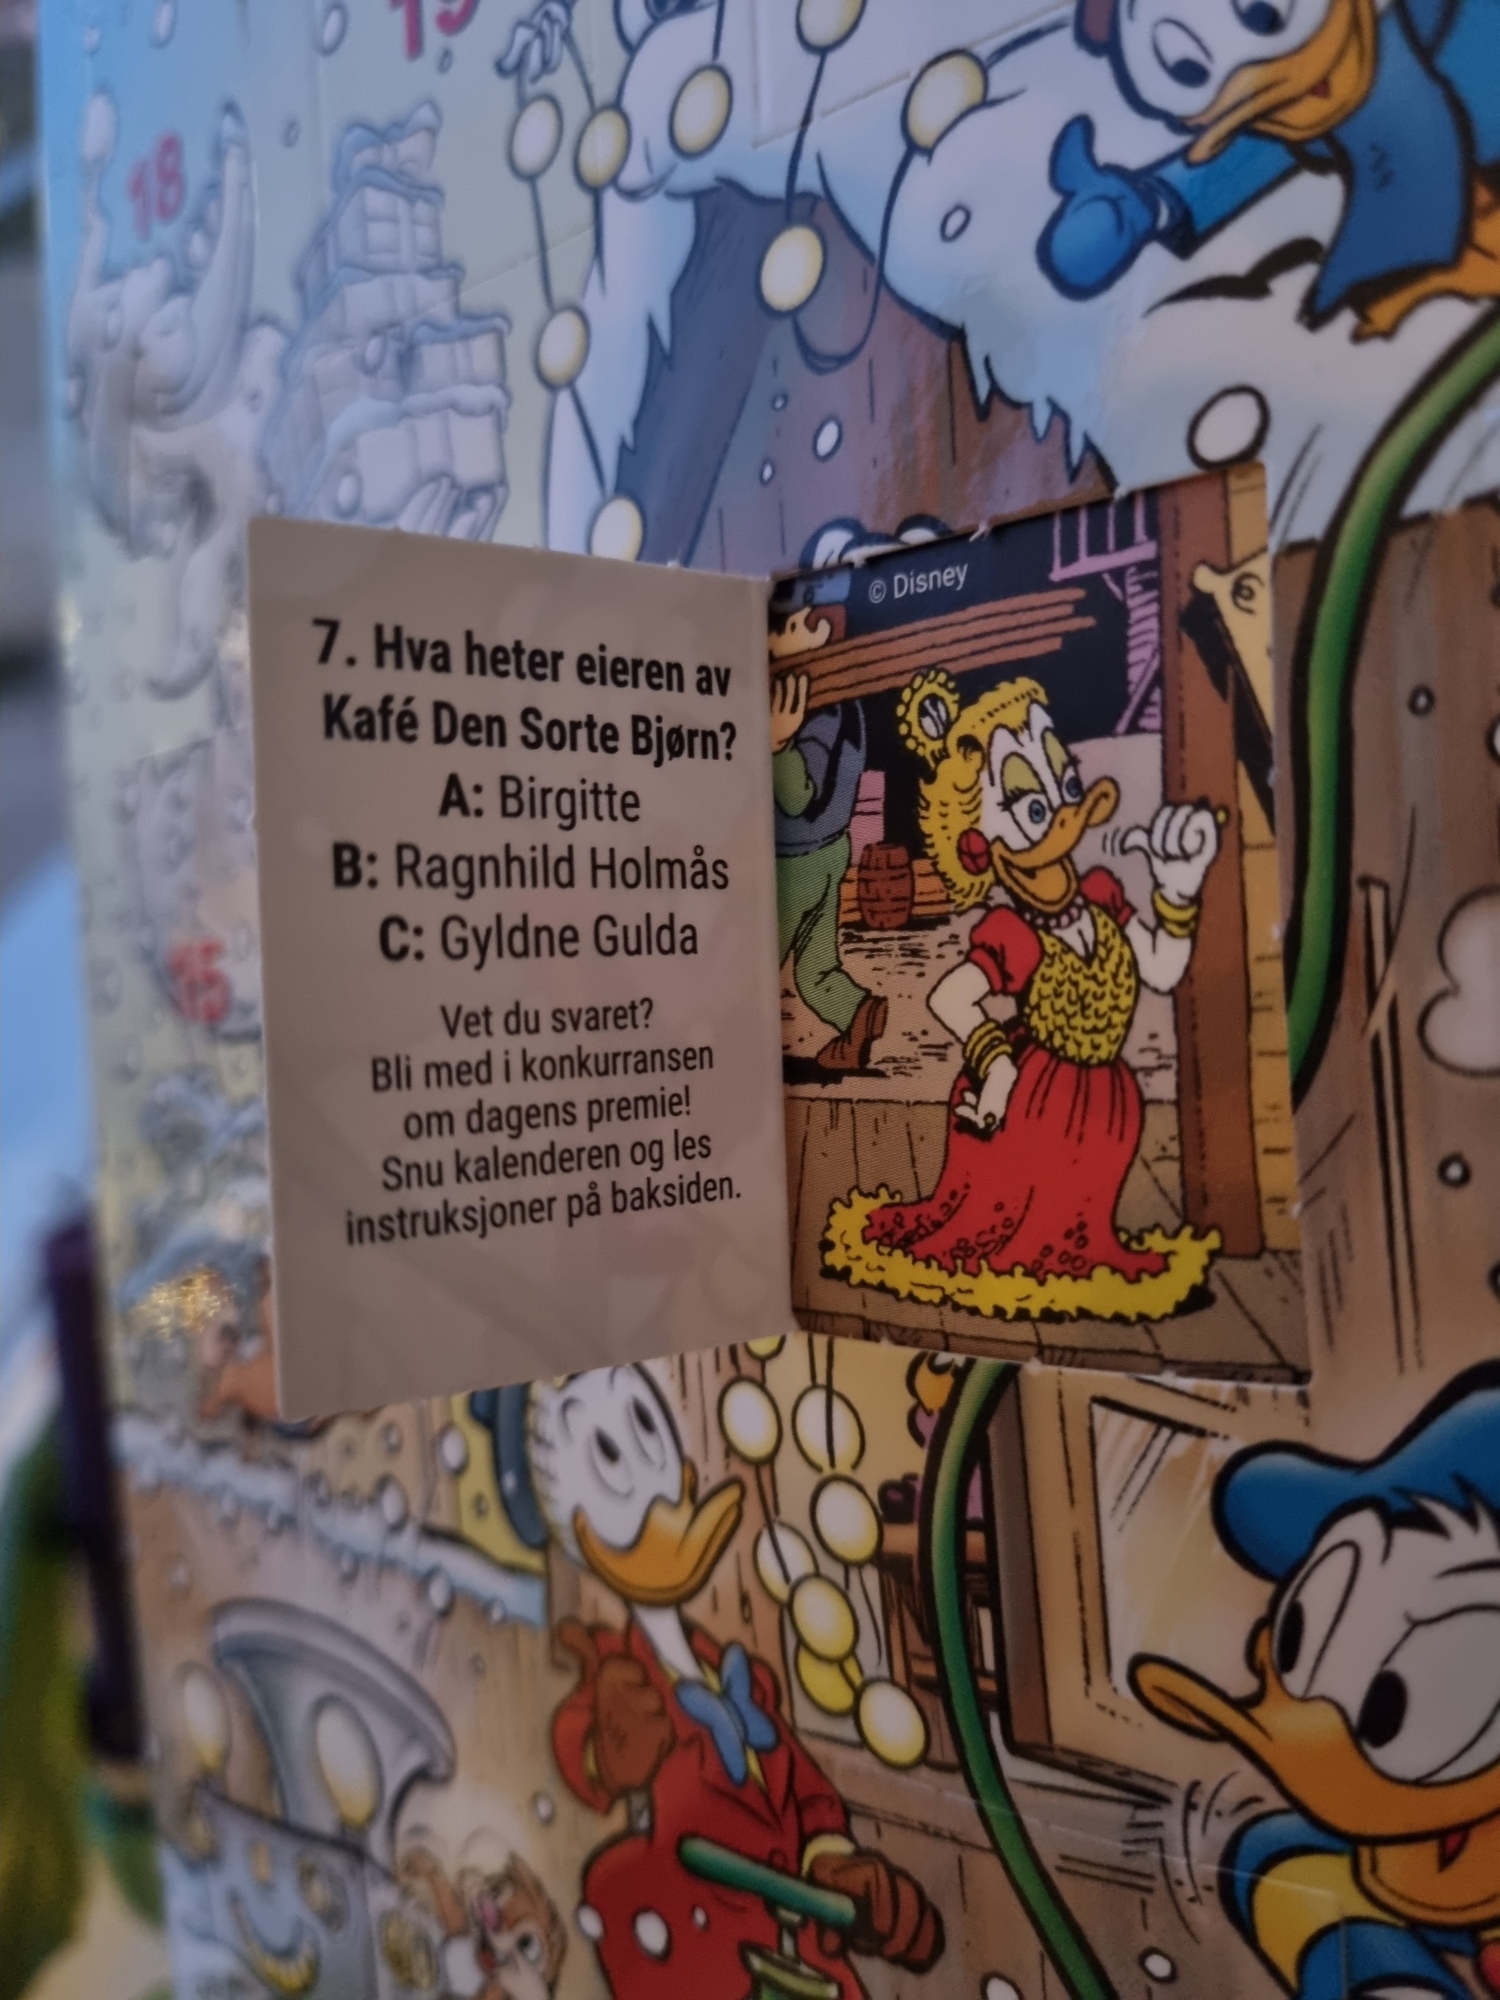 19
18
© Disney
7. Hva heter eieren av
Kafé Den Sorte Bjørn?
A: Birgitte
B: Ragnhild Holmås
C: Gyldne Gulda
Vet du svaret?
Bli med i konkurransen
om dagens premie!
Snu kalenderen og les
instruksjoner på baksiden.
15